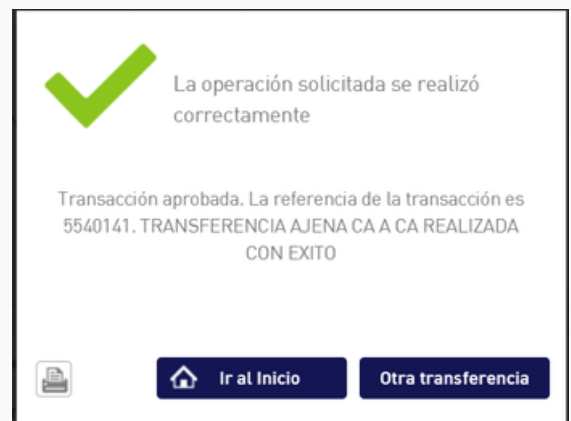 La operación solicitada se realizó
correctamente
Transacción aprobada. La referencia de la transacción es
5540141. TRANSFERENCIA AJENA CA A CA REALIZADA
CON EXITO
Ir al Inicio
Otra transferencia